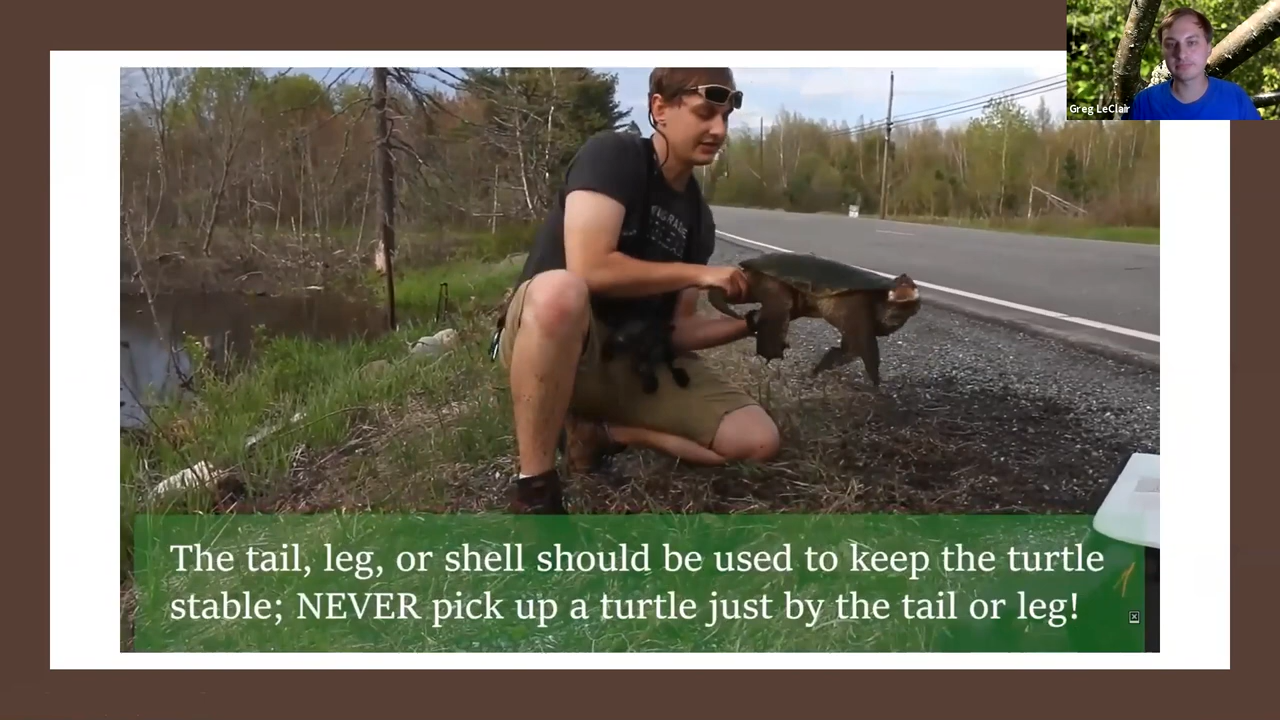 Greg LeClair
The tail, leg, or shell should be used to keep the turtle
stable; NEVER pick up a turtle just by the tail or leg!